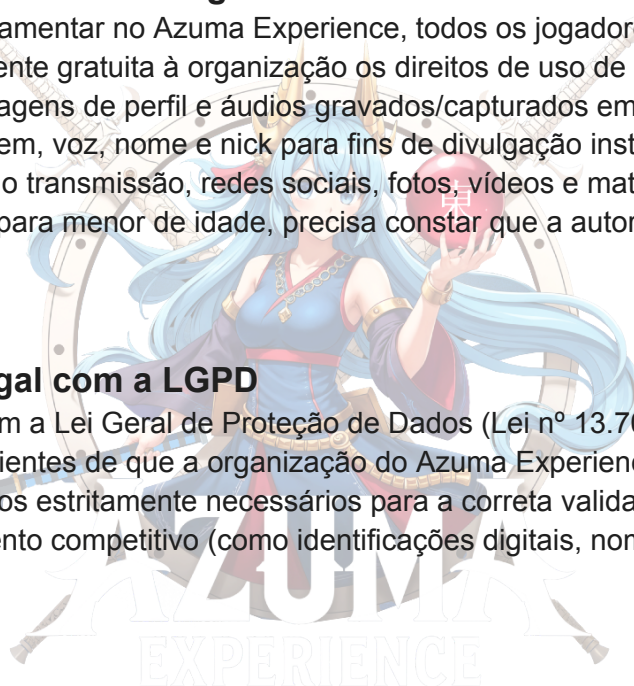 amentar no Azuma Experience, todos os jogador
ente gratuita à organização os direitos de uso de
agens de perfil e áudios gravados/capturados em
em, voz, nome e nick para fins de divulgação inst
o transmissão, redes sociais, fotos, vídeos e mat
para menor de idade, precisa constar que a autor
東
gal com a LGPD
m a Lei Geral de Proteção de Dados (Lei nº 13.70
ientes de que a organização do Azuma Experienc
os estritamente necessários para a correta valida
ento competitivo (como identificações digitais, nom
AZUMA
EXPERIENCE